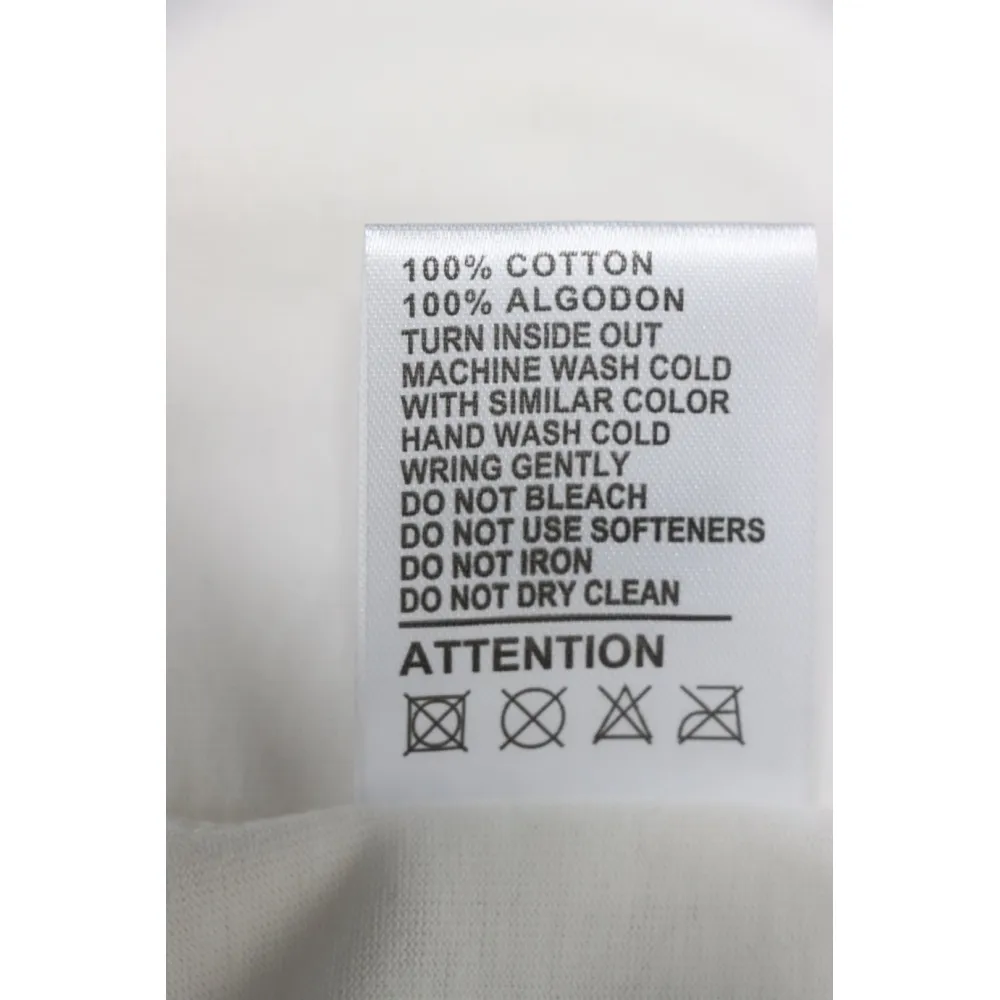 100% COTTON
100% ALGODON
TURN INSIDE OUT
MACHINE WASH COLD
WITH SIMILAR COLOR
HAND WASH COLD
WRING GENTLY
DO NOT BLEACH
DO NOT USE SOFTENERS
DO NOT IRON
DO NOT DRY CLEAN
ATTENTION